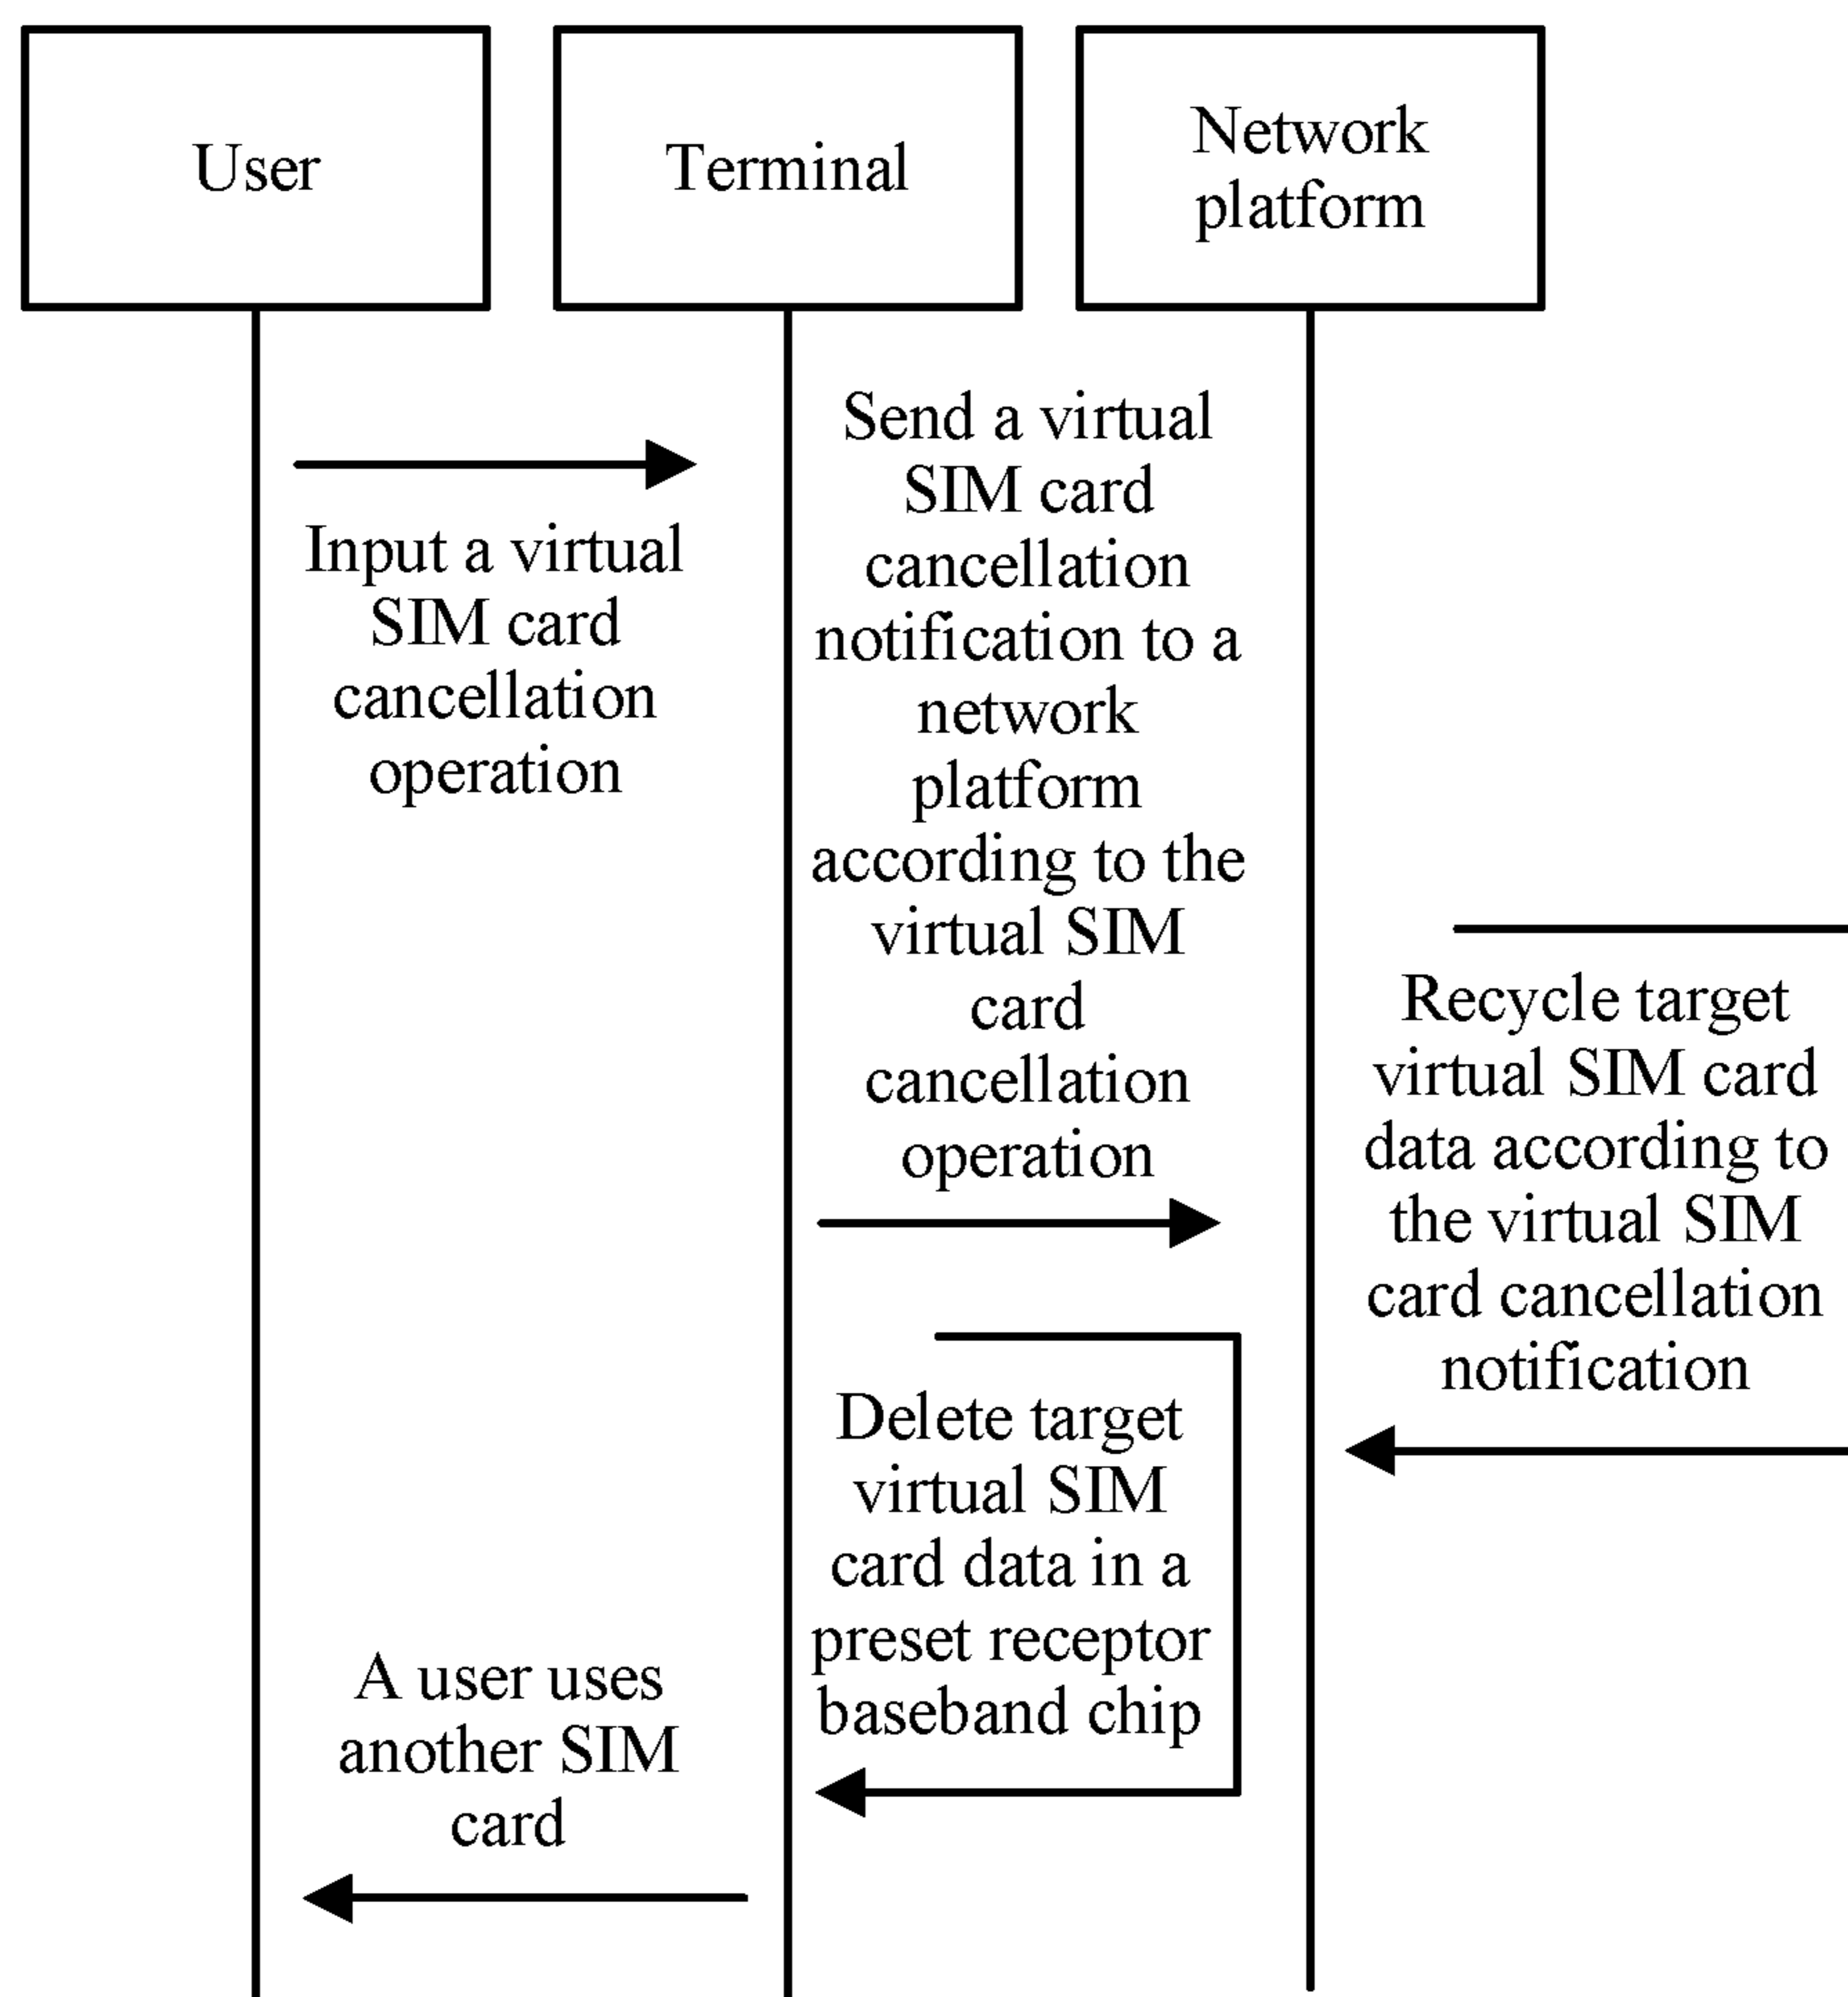 User
Terminal
Network
platform
Input a virtual
SIM card
cancellation
operation
Send a virtual
SIM card
cancellation
notification to a
network
platform
according to the
virtual SIM
card
cancellation
operation
Recycle target
virtual SIM card
data according to
the virtual SIM
card cancellation
notification
Delete target
virtual SIM
card data in a
preset receptor
baseband chip
A user uses
another SIM
card